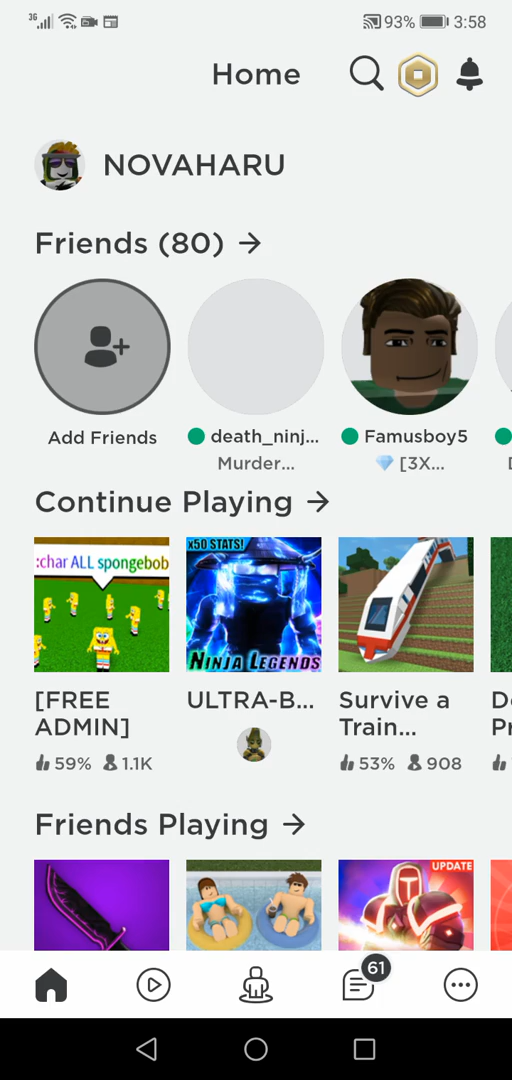 3G 93% 3:58
Home
NOVAHARU
Friends (80) →
Add Friends
death_ninj...
Famusboy5
Murder...
💎 [3X...
Continue Playing →
:char ALL spongebob
x50 STATS!
NINJA LEGENDS
[FREE
ADMIN]
ULTRA-B...
Survive a
Train...
59% 1.1K
53% 908
Friends Playing →
UPDATE
61